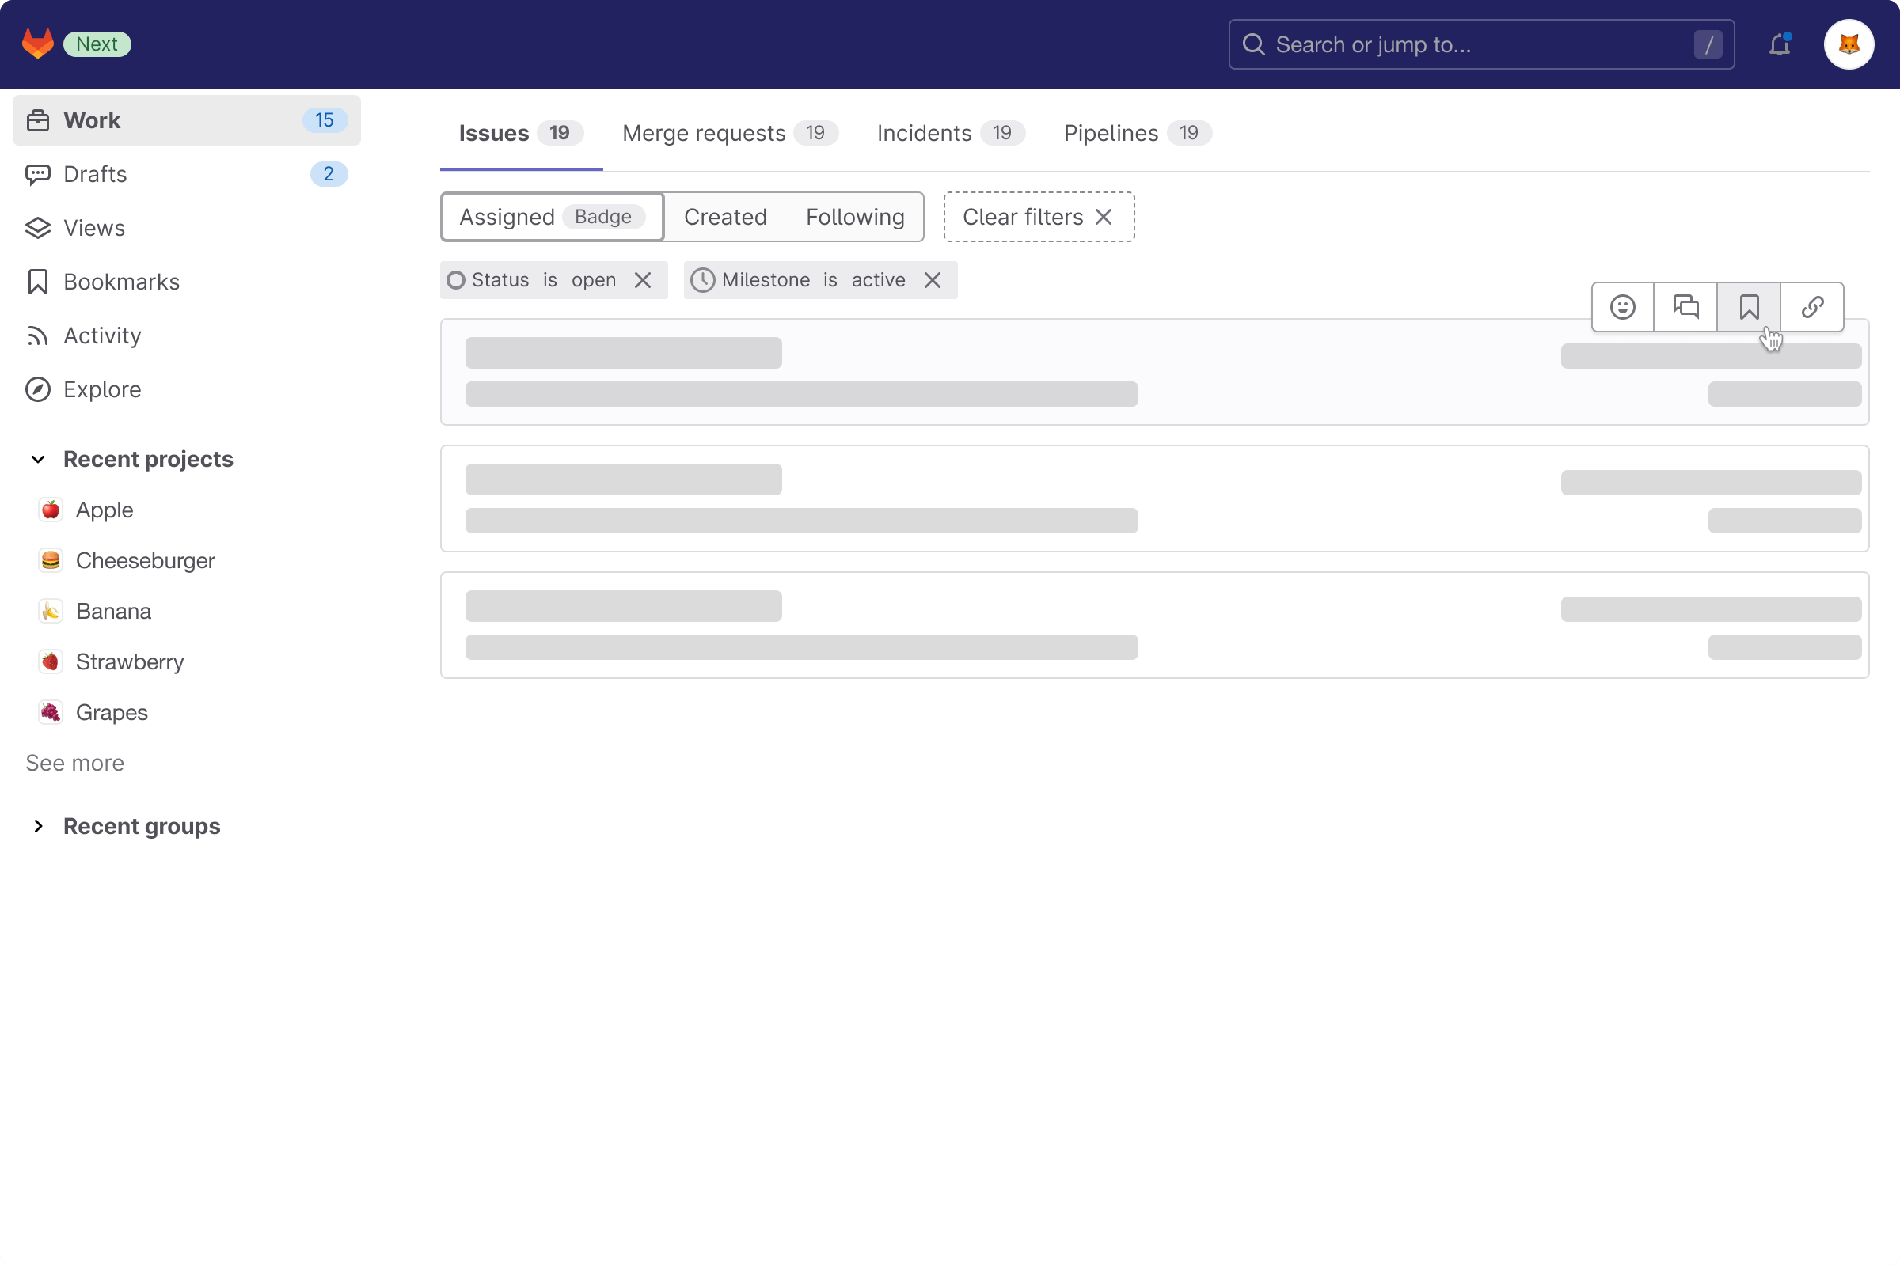 Next
Search or jump to...
/
Work 15
Drafts 2
Views
Bookmarks
Activity
Explore
Recent projects
Apple
Cheeseburger
Banana
Strawberry
Grapes
See more
Recent groups
Issues 19 Merge requests 19 Incidents 19 Pipelines 19
Assigned Badge Created Following Clear filters
Status is open Milestone is active